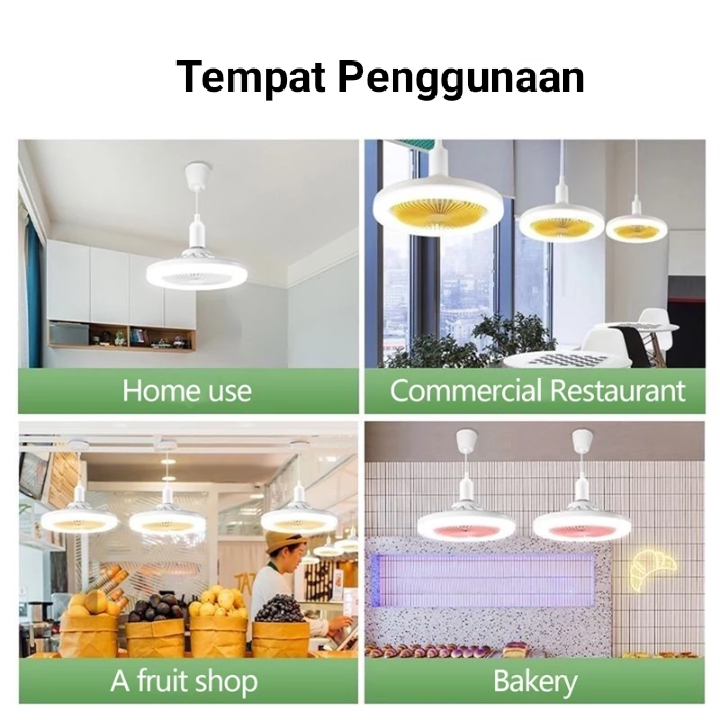 Tempat Penggunaan
Home use
Commercial Restaurant
A fruit shop
Bakery